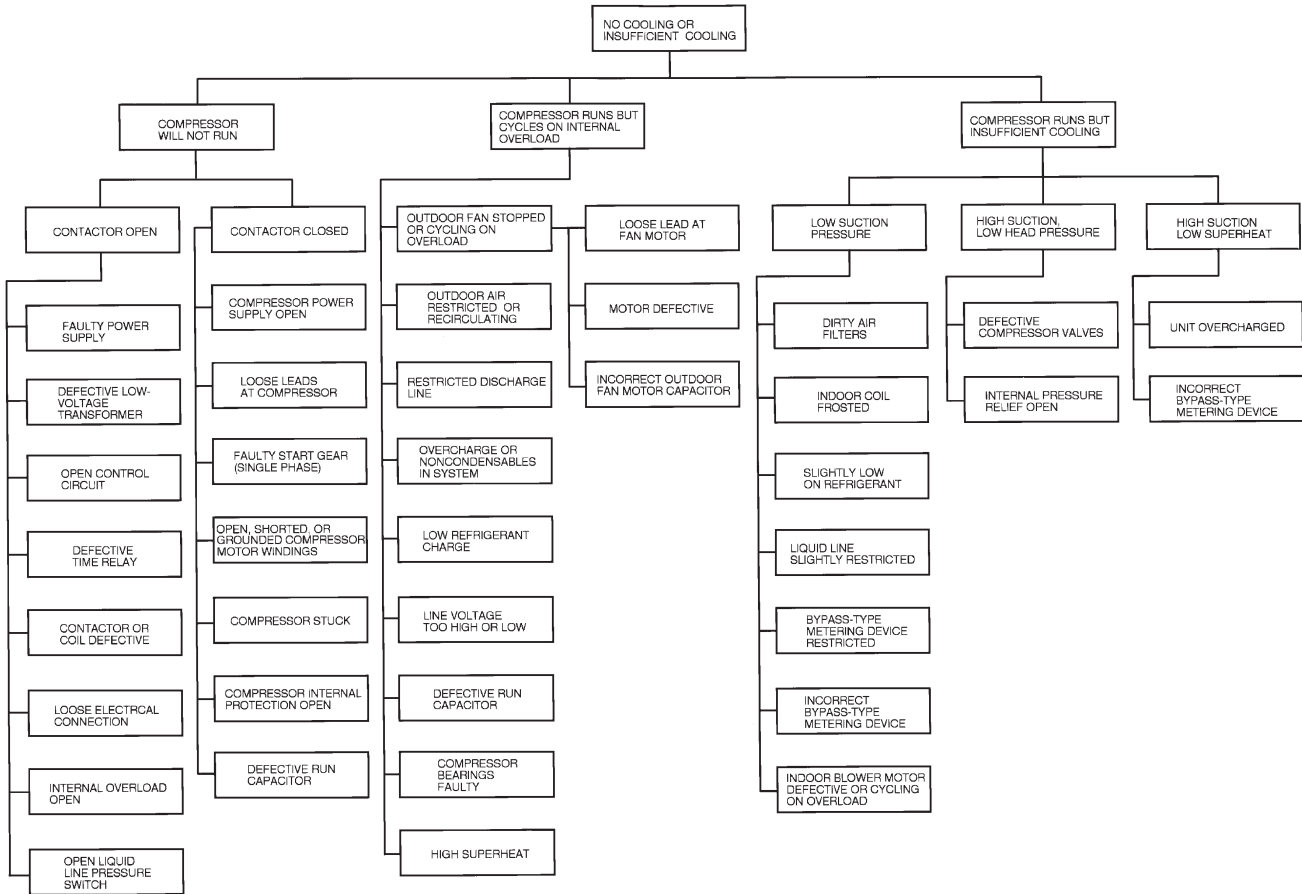 NO COOLING OR
INSUFFICIENT COOLING
COMPRESSOR
WILL NOT RUN
CONTACTOR OPEN
FAULTY POWER
SUPPLY
DEFECTIVE LOW-
VOLTAGE
TRANSFORMER
OPEN CONTROL
CIRCUIT
DEFECTIVE
TIME RELAY
CONTACTOR OR
COIL DEFECTIVE
LOOSE ELECTRCAL
CONNECTION
INTERNAL OVERLOAD
OPEN
OPEN LIQUID
LINE PRESSURE
SWITCH
CONTACTOR CLOSED
COMPRESSOR POWER
SUPPLY OPEN
LOOSE LEADS
AT COMPRESSOR
FAULTY START GEAR
(SINGLE PHASE)
OPEN, SHORTED, OR
GROUNDED COMPRESSOR
MOTOR WINDINGS
COMPRESSOR STUCK
COMPRESSOR INTERNAL
PROTECTION OPEN
DEFECTIVE RUN
CAPACITOR
COMPRESSOR RUNS BUT
CYCLES ON INTERNAL
OVERLOAD
OUTDOOR FAN STOPPED
OR CYCLING ON
OVERLOAD
LOOSE LEAD AT
FAN MOTOR
MOTOR DEFECTIVE
INCORRECT OUTDOOR
FAN MOTOR CAPACITOR
OUTDOOR AIR
RESTRICTED OR
RECIRCULATING
RESTRICTED DISCHARGE
LINE
OVERCHARGE OR
NONCONDENSABLES
IN SYSTEM
LOW REFRIGERANT
CHARGE
LINE VOLTAGE
TOO HIGH OR LOW
DEFECTIVE RUN
CAPACITOR
COMPRESSOR
BEARINGS
FAULTY
HIGH SUPERHEAT
COMPRESSOR RUNS BUT
INSUFFICIENT COOLING
LOW SUCTION
PRESSURE
DIRTY AIR
FILTERS
INDOOR COIL
FROSTED
SLIGHTLY LOW
ON REFRIGERANT
LIQUID LINE
SLIGHTLY RESTRICTED
BYPASS-TYPE
METERING DEVICE
RESTRICTED
INCORRECT
BYPASS-TYPE
METERING DEVICE
INDOOR BLOWER MOTOR
DEFECTIVE OR CYCLING
ON OVERLOAD
HIGH SUCTION,
LOW HEAD PRESSURE
DEFECTIVE
COMPRESSOR VALVES
INTERNAL PRESSURE
RELIEF OPEN
HIGH SUCTION
LOW SUPERHEAT
UNIT OVERCHARGED
INCORRECT
BYPASS-TYPE
METERING DEVICE